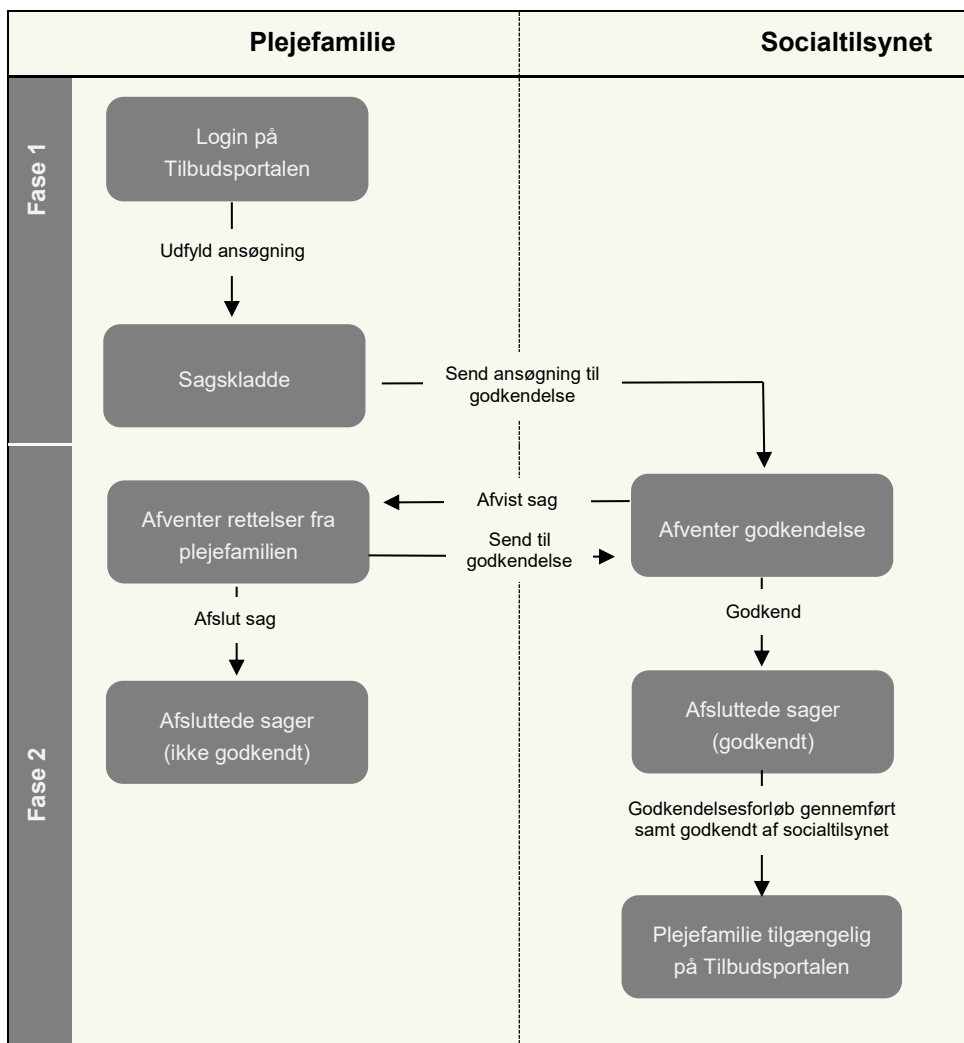 Plejefamilie
Socialtilsynet
Fase 1
Login på
Tilbudsportalen
Udfyld ansøgning
Sagskladde
Send ansøgning til
godkendelse
Fase 2
Afventer rettelser fra
plejefamilien
Afvist sag
Send til
godkendelse
Afventer godkendelse
Afslut sag
Godkend
Afsluttede sager
(ikke godkendt)
Afsluttede sager
(godkendt)
Godkendelsesforløb gennemført
samt godkendt af socialtilsynet
Plejefamilie tilgængelig
på Tilbudsportalen